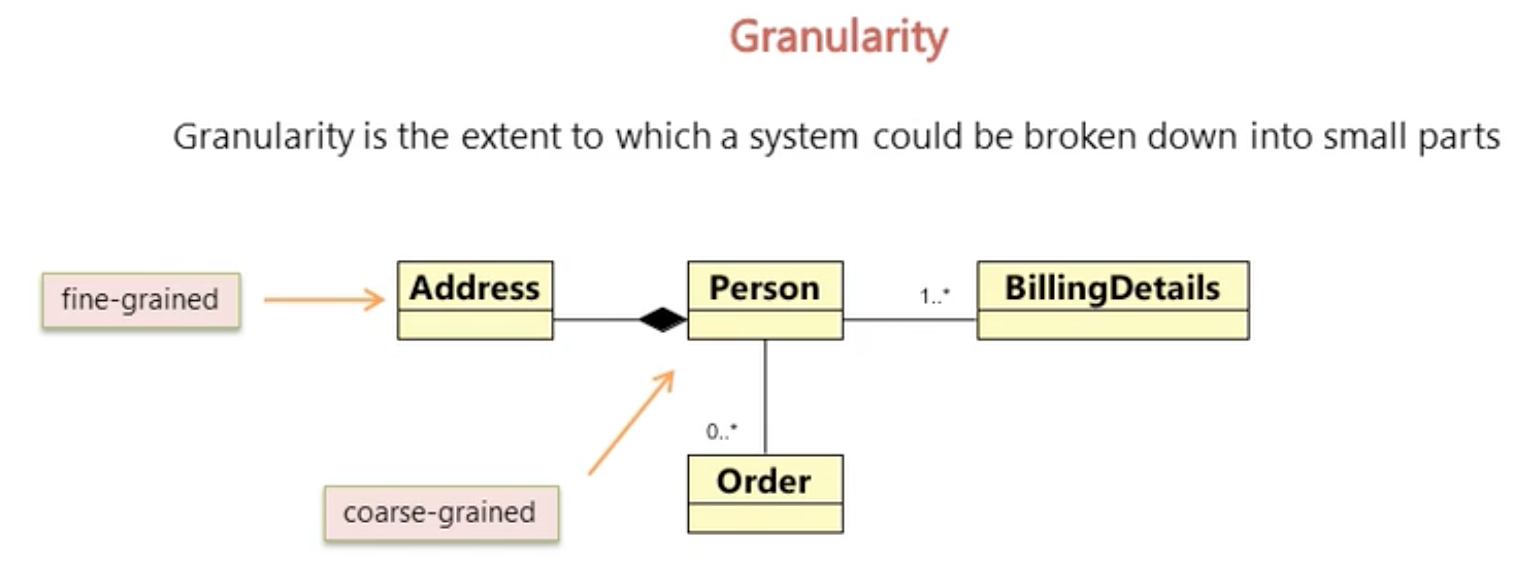 Granularity
Granularity is the extent to which a system could be broken down into small parts
fine-grained
Address
Person
1..*
BillingDetails
0..*
coarse-grained
Order